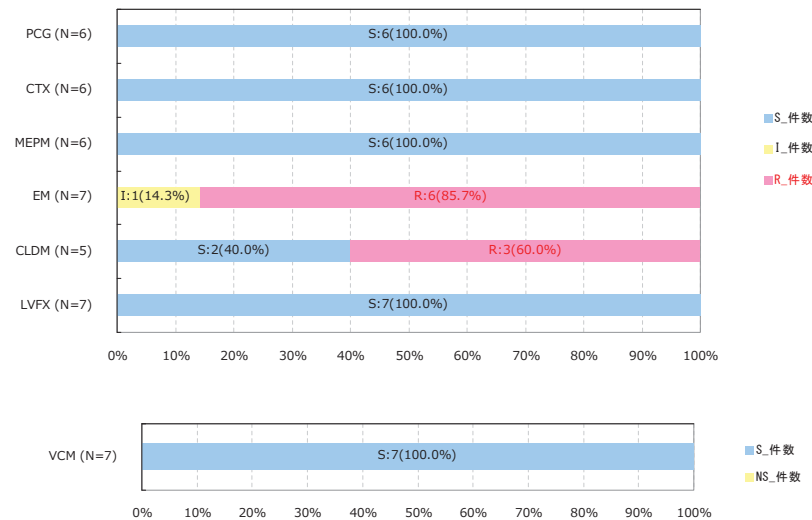 PCG (N=6) S:6(100.0%)
CTX (N=6) S:6(100.0%)
MEPM (N=6) S:6(100.0%)
EM (N=7) I:1(14.3%) R:6(85.7%)
CLDM (N=5) S:2(40.0%) R:3(60.0%)
LVFX (N=7) S:7(100.0%)
0% 10% 20% 30% 40% 50% 60% 70% 80% 90% 100%
S_件数
I_件数
R_件数
VCM (N=7) S:7(100.0%)
0% 10% 20% 30% 40% 50% 60% 70% 80% 90% 100%
S_件数
NS_件数